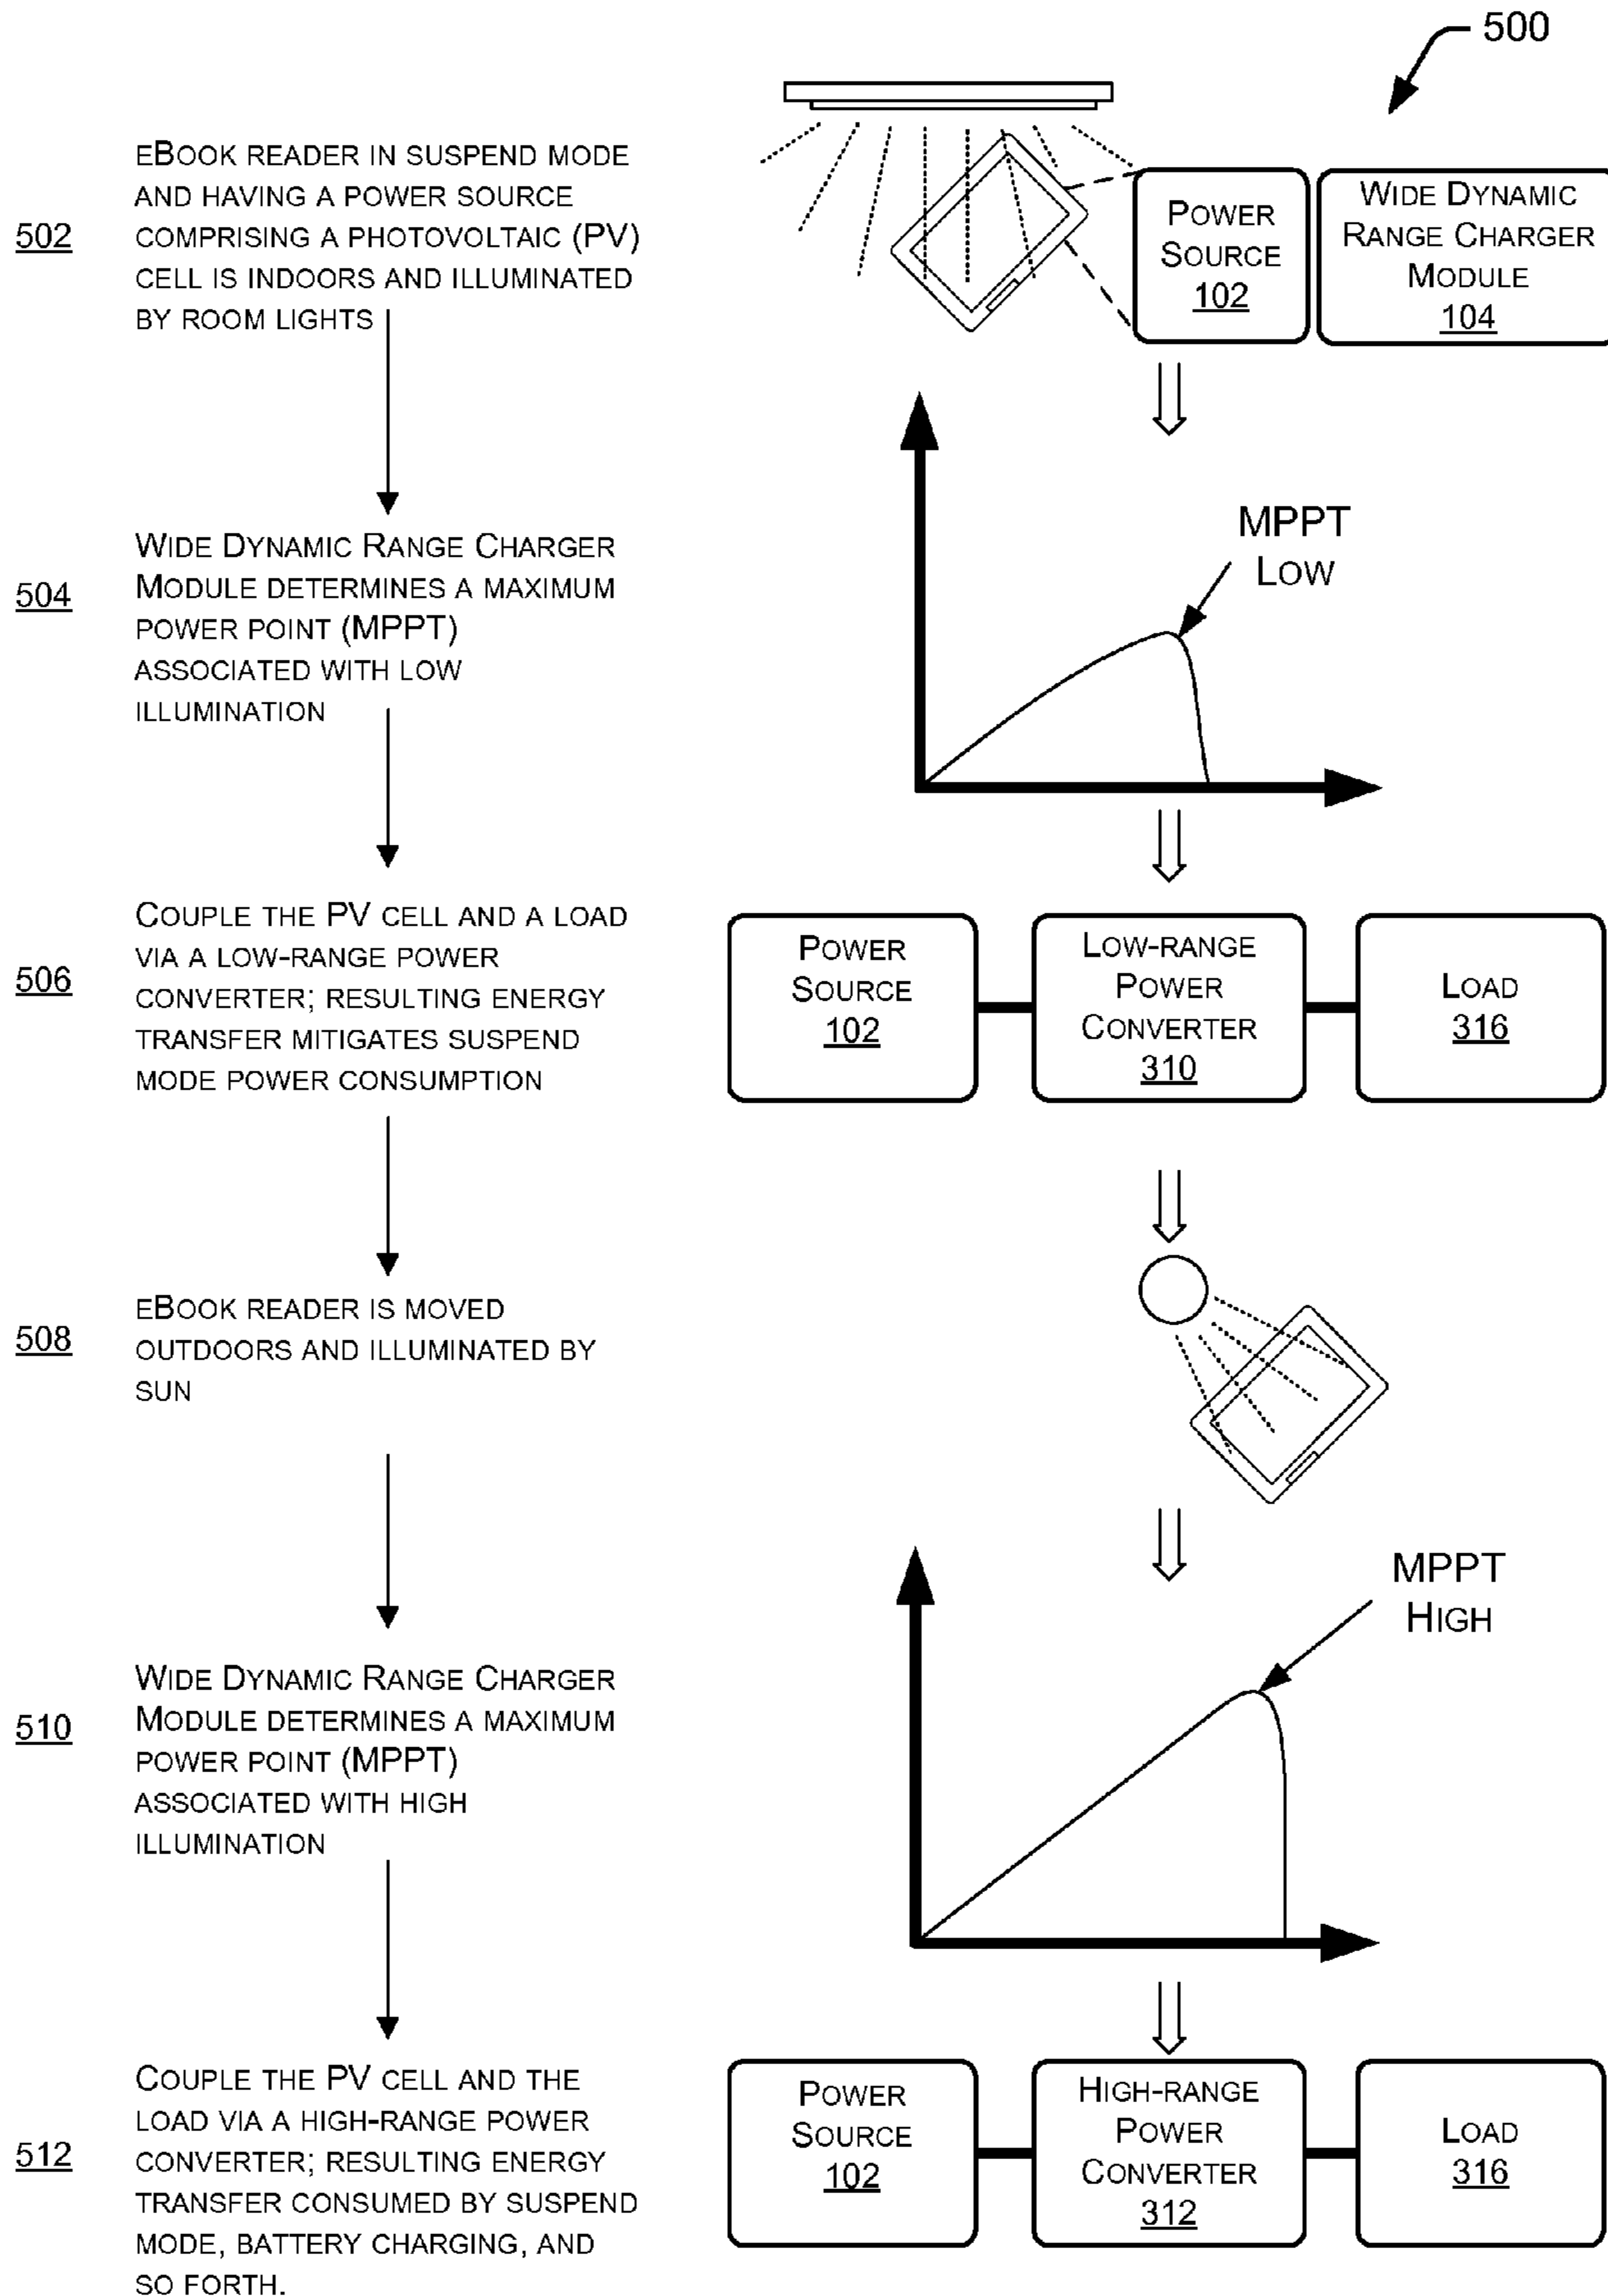 500
502
EBOOK READER IN SUSPEND MODE
AND HAVING A POWER SOURCE
COMPRISING A PHOTOVOLTAIC (PV)
CELL IS INDOORS AND ILLUMINATED
BY ROOM LIGHTS
POWER
SOURCE
102
WIDE DYNAMIC
RANGE CHARGER
MODULE
104
504
WIDE DYNAMIC RANGE CHARGER
MODULE DETERMINES A MAXIMUM
POWER POINT (MPPT)
ASSOCIATED WITH LOW
ILLUMINATION
MPPT
LOW
506
COUPLE THE PV CELL AND A LOAD
VIA A LOW-RANGE POWER
CONVERTER; RESULTING ENERGY
TRANSFER MITIGATES SUSPEND
MODE POWER CONSUMPTION
POWER
SOURCE
102
LOW-RANGE
POWER
CONVERTER
310
LOAD
316
508
EBOOK READER IS MOVED
OUTDOORS AND ILLUMINATED BY
SUN
510
WIDE DYNAMIC RANGE CHARGER
MODULE DETERMINES A MAXIMUM
POWER POINT (MPPT)
ASSOCIATED WITH HIGH
ILLUMINATION
MPPT
HIGH
512
COUPLE THE PV CELL AND THE
LOAD VIA A HIGH-RANGE POWER
CONVERTER; RESULTING ENERGY
TRANSFER CONSUMED BY SUSPEND
MODE, BATTERY CHARGING, AND
SO FORTH.
POWER
SOURCE
102
HIGH-RANGE
POWER
CONVERTER
312
LOAD
316